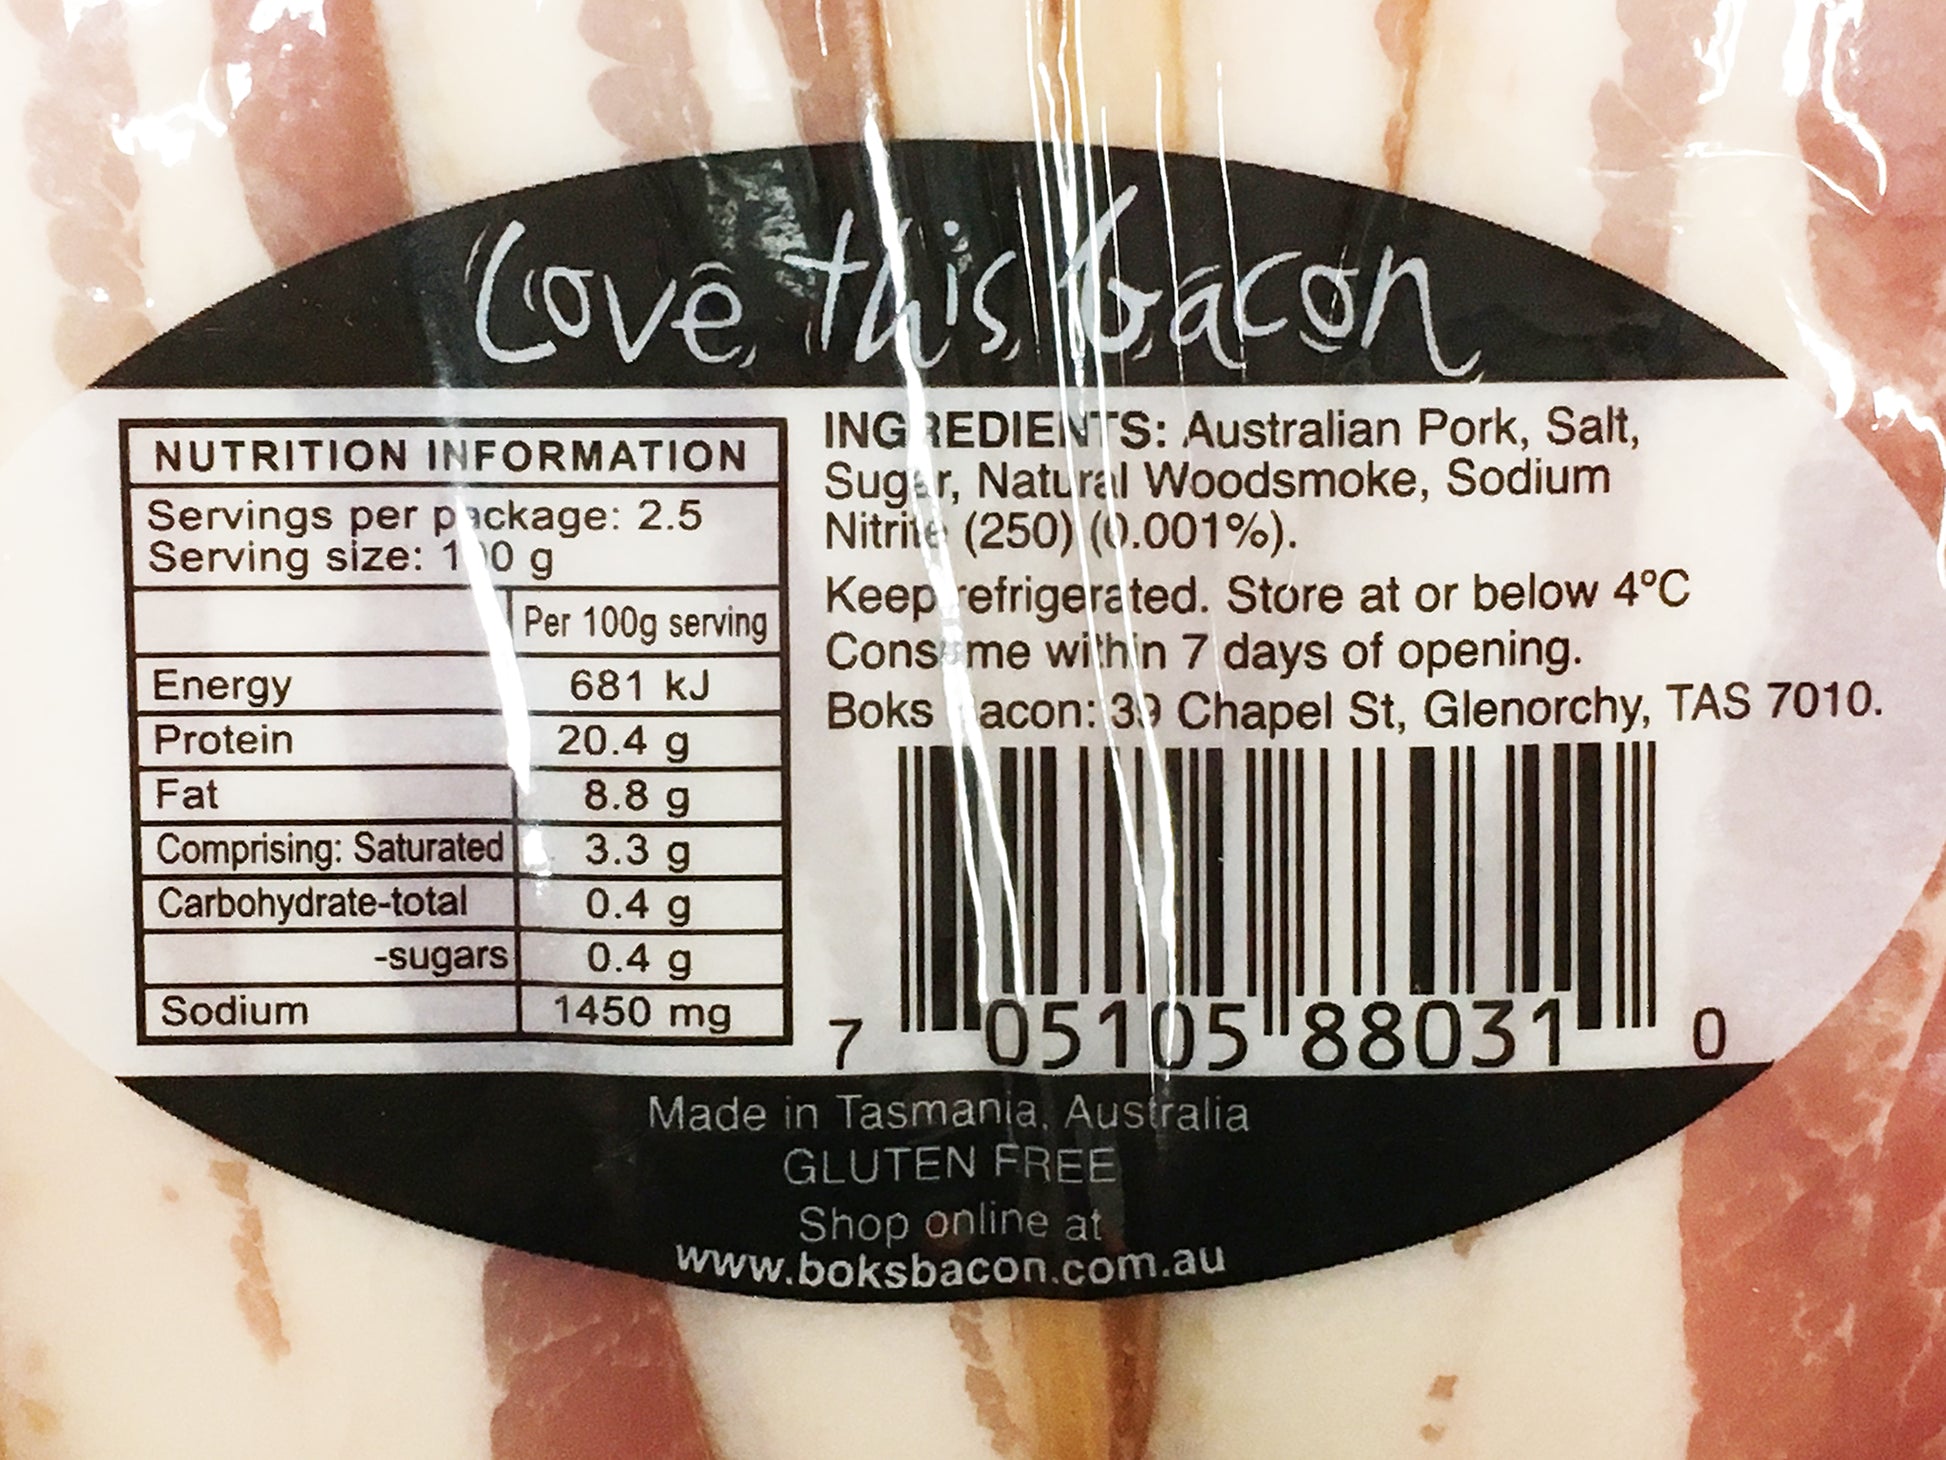 Love this bacon
NUTRITION INFORMATION
Servings per package: 2.5
Serving size: 100 g
Per 100g serving
Energy 681 kJ
Protein 20.4 g
Fat 8.8 g
Comprising: Saturated 3.3 g
Carbohydrate-total 0.4 g
-sugars 0.4 g
Sodium 1450 mg
INGREDIENTS: Australian Pork, Salt,
Sugar, Natural Woodsmoke, Sodium
Nitrite (250) (0.001%).
Keep refrigerated. Store at or below 4ºC
Consume within 7 days of opening.
Boks Bacon: 39 Chapel St, Glenorchy, TAS 7010.
7 05105 88031 0
Made in Tasmania, Australia
GLUTEN FREE
Shop online at
www.boksbacon.com.au